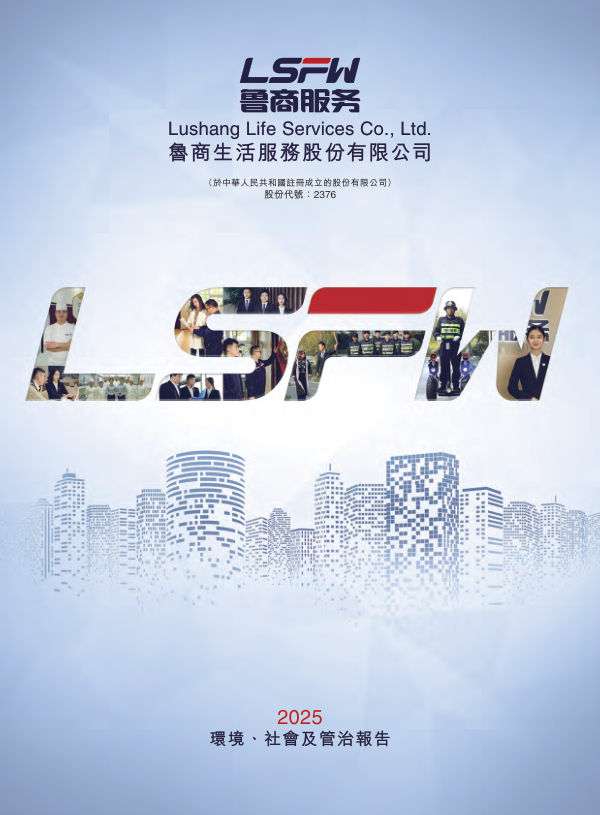 LSFW
鲁商服务
Lushang Life Services Co., Ltd.
魯商生活服務股份有限公司
（於中華人民共和國註冊成立的股份有限公司）
股份代號：2376
LSFW
2025
環境、社會及管治報告